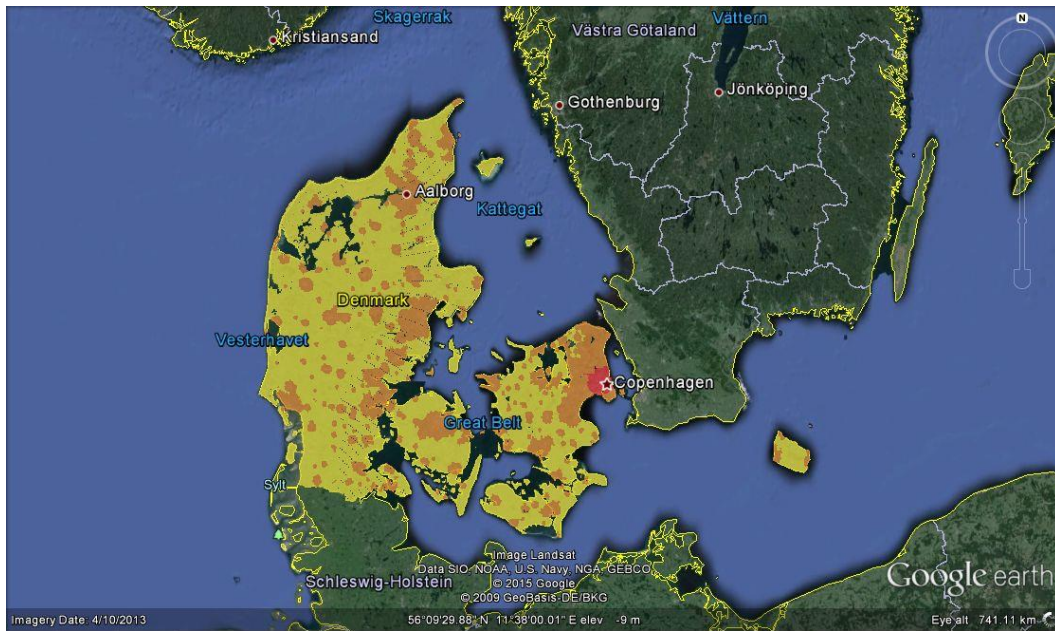 Skagerrak
Vättern
N
Kristiansand
Västra Götaland
Jönköping
Gothenburg
Aalborg
Kattegat
Denmark
Vesterhavet
Copenhagen
Great Belt
Sylt
Image Landsat
Data SIO, NOAA, U.S. Navy, NGA, GEBCO
© 2015 Google
© 2009 GeoBasis-DE/BKG
Schleswig-Holstein
Google earth
Imagery Date: 4/10/2013 56°09'29.88" N 11°38'00.01" E elev -9 m Eye alt 741.11 km